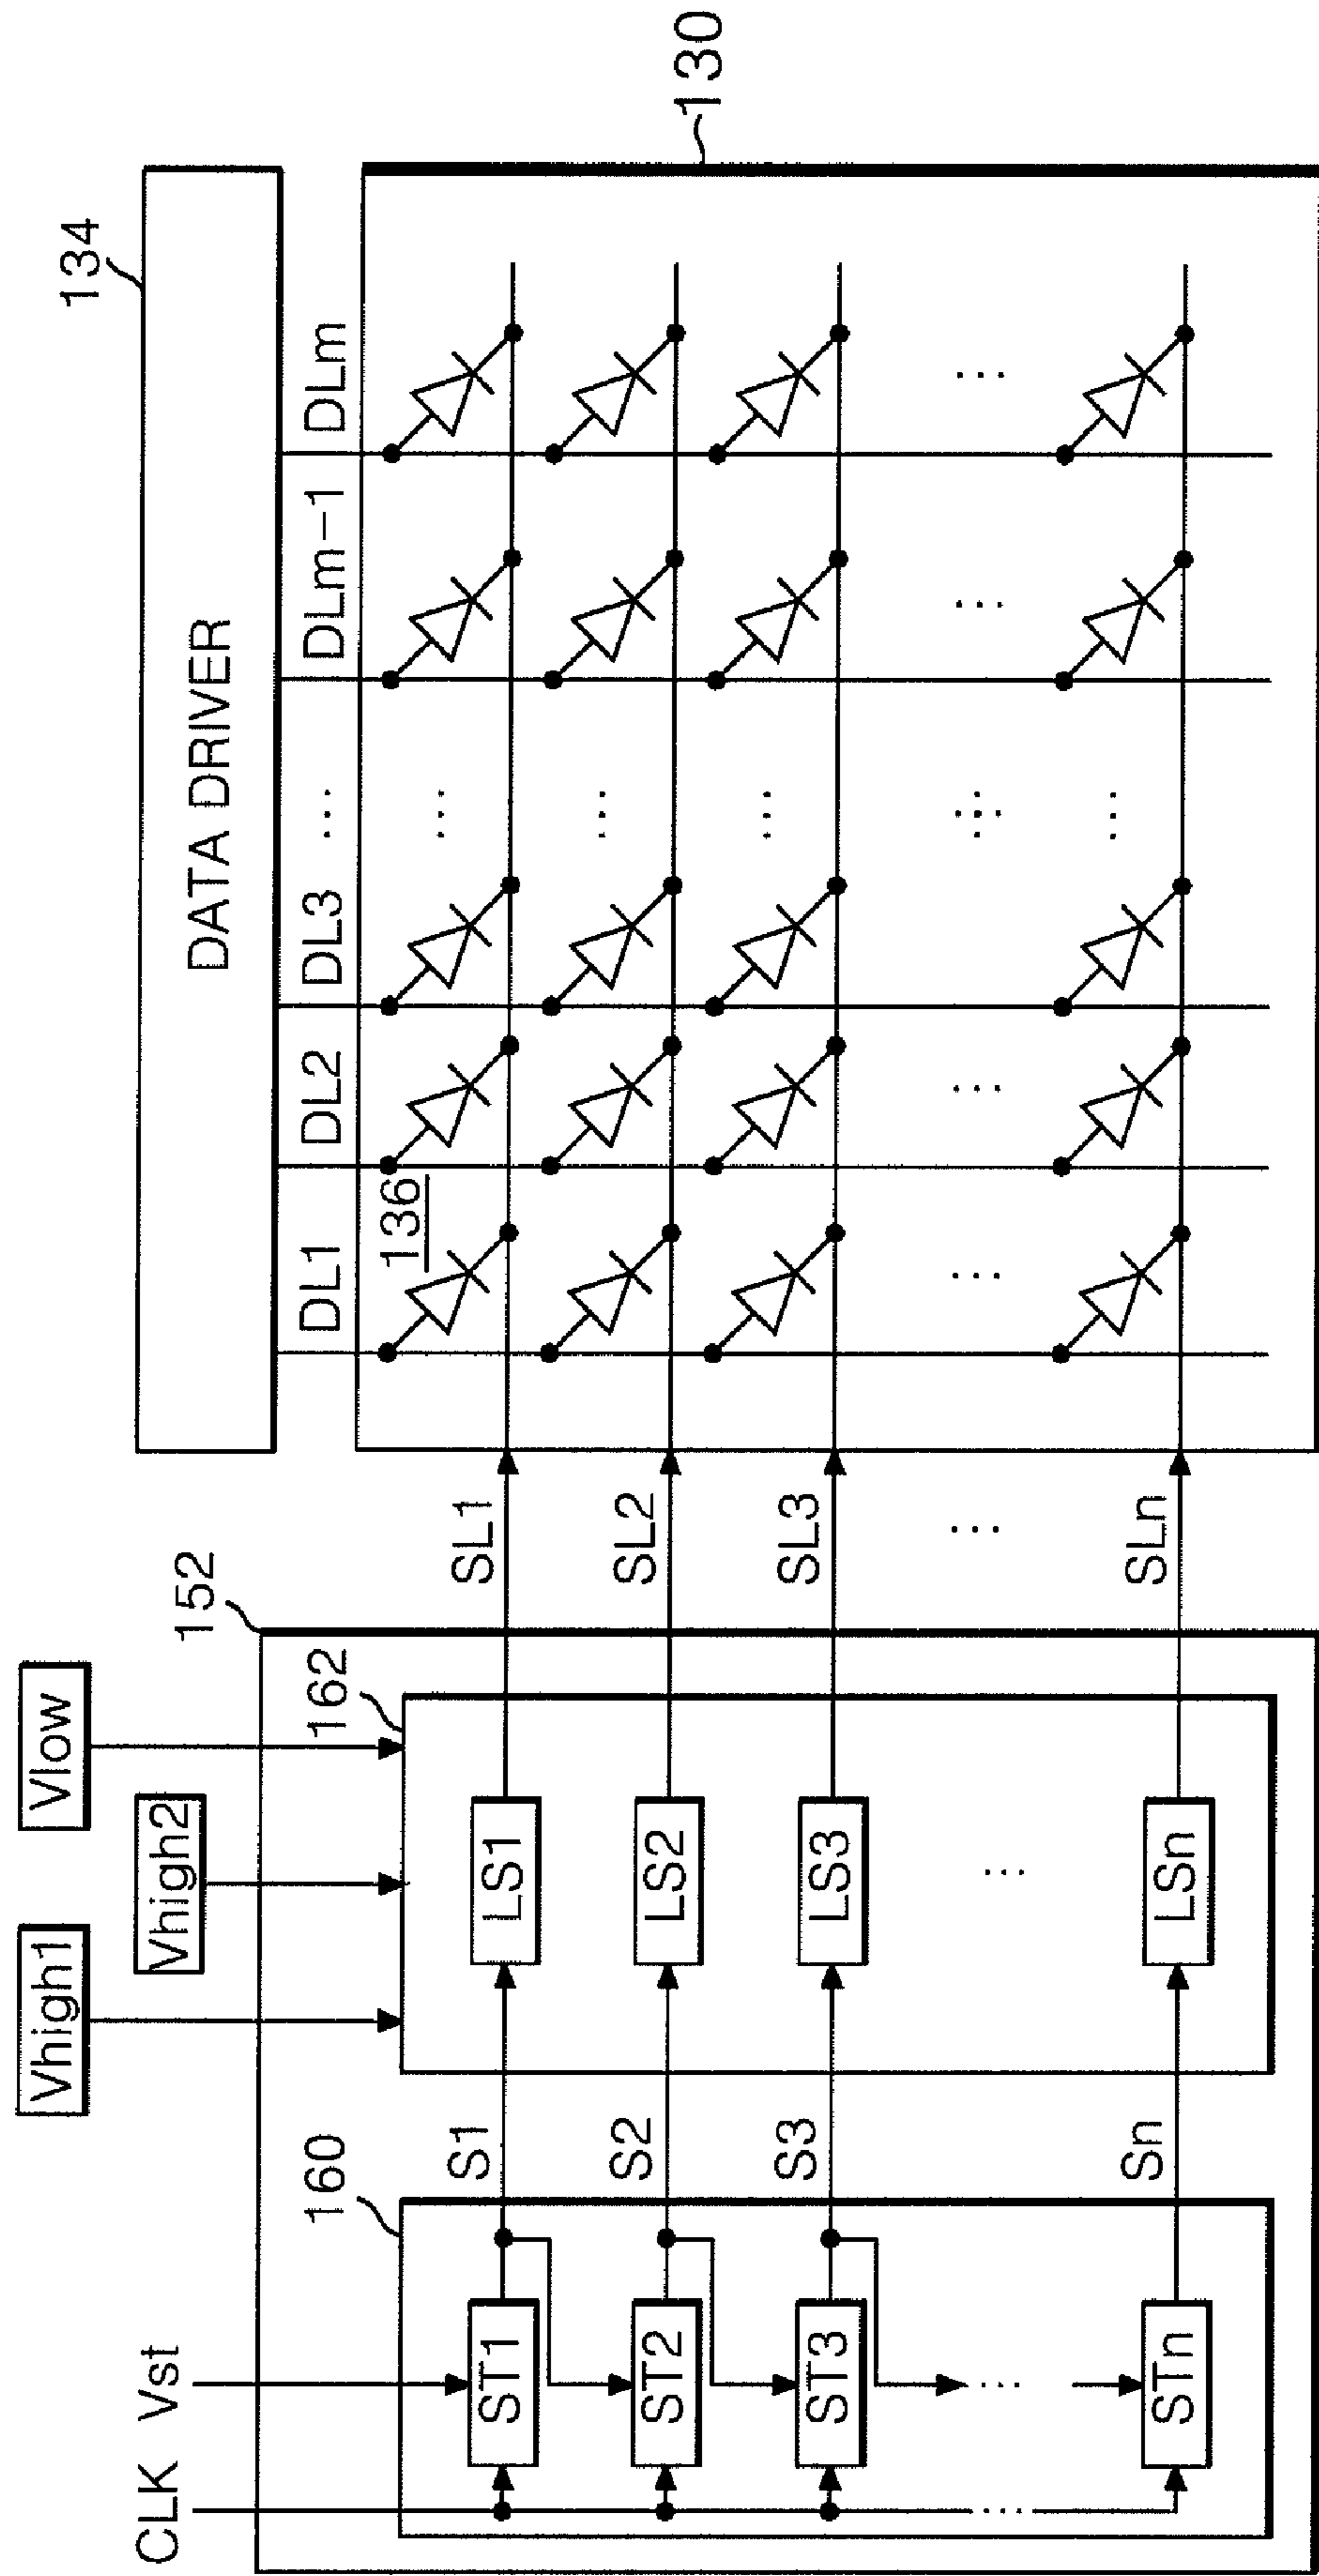 134
DATA DRIVER
Vhigh1
Vhigh2
Vlow
CLK
Vst
152
DL1
DL2
DL3
...
DLm-1
DLm
160
162
130
136
ST1
S1
LS1
SL1
ST2
S2
LS2
SL2
ST3
S3
LS3
SL3
...
STn
Sn
LSn
SLn